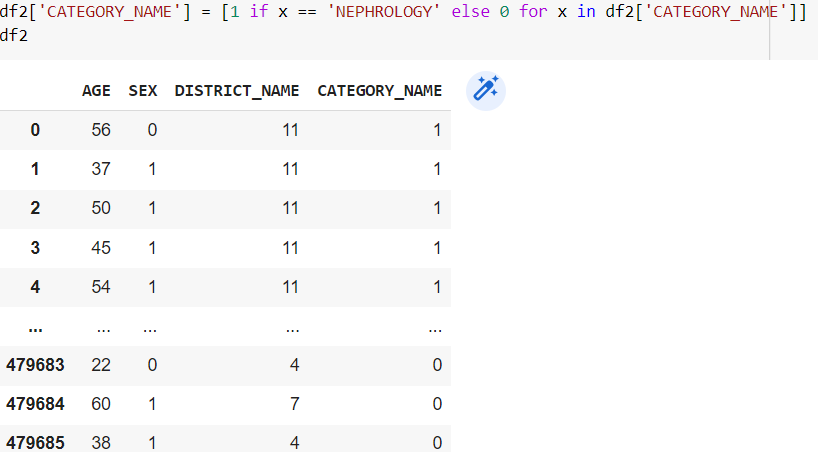 df2['CATEGORY_NAME'] = [1 if x == 'NEPHROLOGY' else 0 for x in df2['CATEGORY_NAME']]
df2
AGE SEX DISTRICT_NAME CATEGORY_NAME
0 56 0 11 1
1 37 1 11 1
2 50 1 11 1
3 45 1 11 1
4 54 1 11 1
... ... ... ... ...
479683 22 0 4 0
479684 60 1 7 0
479685 38 1 4 0